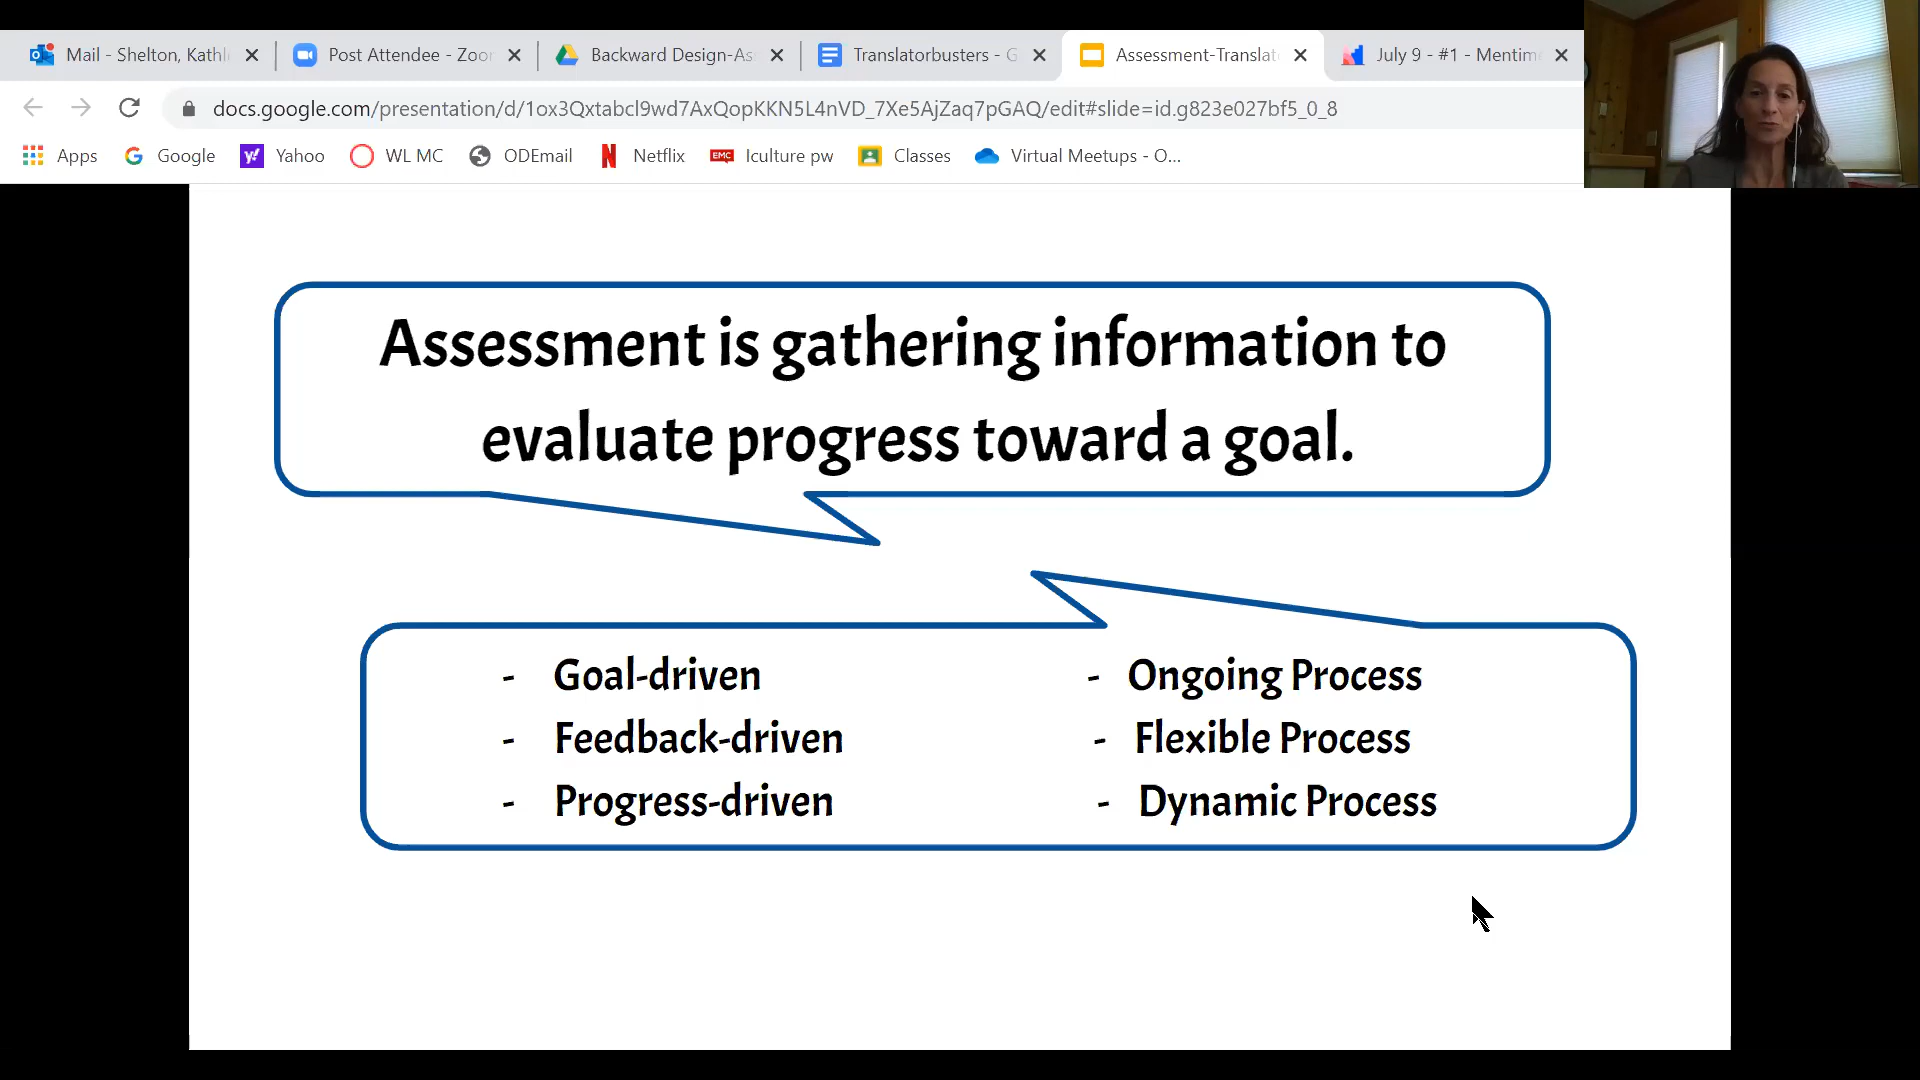 Mail - Shelton, Kathl
Post Attendee - Zoo
Backward Design-As
Translatorbusters - G
Assessment-Translat
July 9 - #1 - Mentim
docs.google.com/presentation/d/1ox3Qxtabcl9wd7AxQopKKN5L4nVD_7Xe5AjZaq7pGAQ/edit#slide=id.g823e027bf5_0_8
Apps
Google
Yahoo
WL MC
ODEmail
Netflix
EMC
Iculture pw
Classes
Virtual Meetups - O...
Assessment is gathering information to
evaluate progress toward a goal.
- Goal-driven
- Feedback-driven
- Progress-driven
- Ongoing Process
- Flexible Process
- Dynamic Process